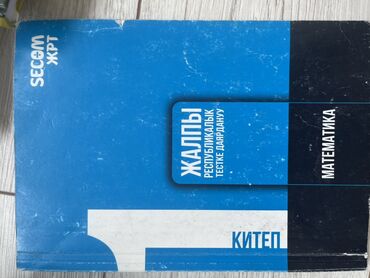 SECOM
ЖРТ
ЖАЛПЫ
РЕСПУБЛИКАЛЫК
ТЕСТКЕ ДАЯРДАНУУ
МАТЕМАТИКА
1
КИТЕП